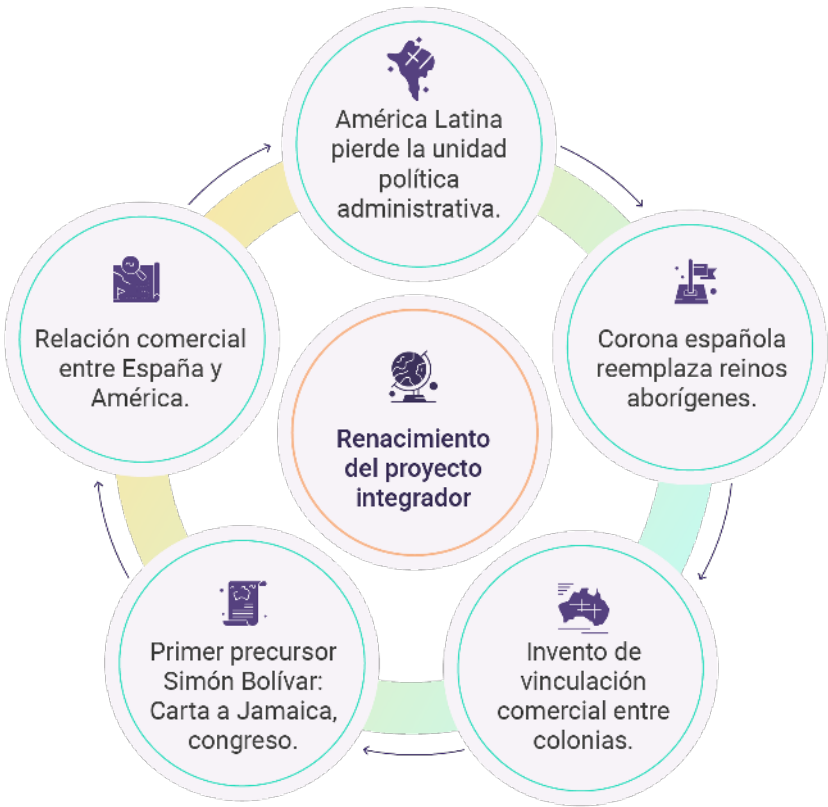 América Latina
pierde la unidad
política
administrativa.
Corona española
reemplaza reinos
aborígenes.
Invento de
vinculación
comercial entre
colonias.
Primer precursor
Simón Bolívar:
Carta a Jamaica,
congreso.
Relación comercial
entre España y
América.
Renacimiento
del proyecto
integrador